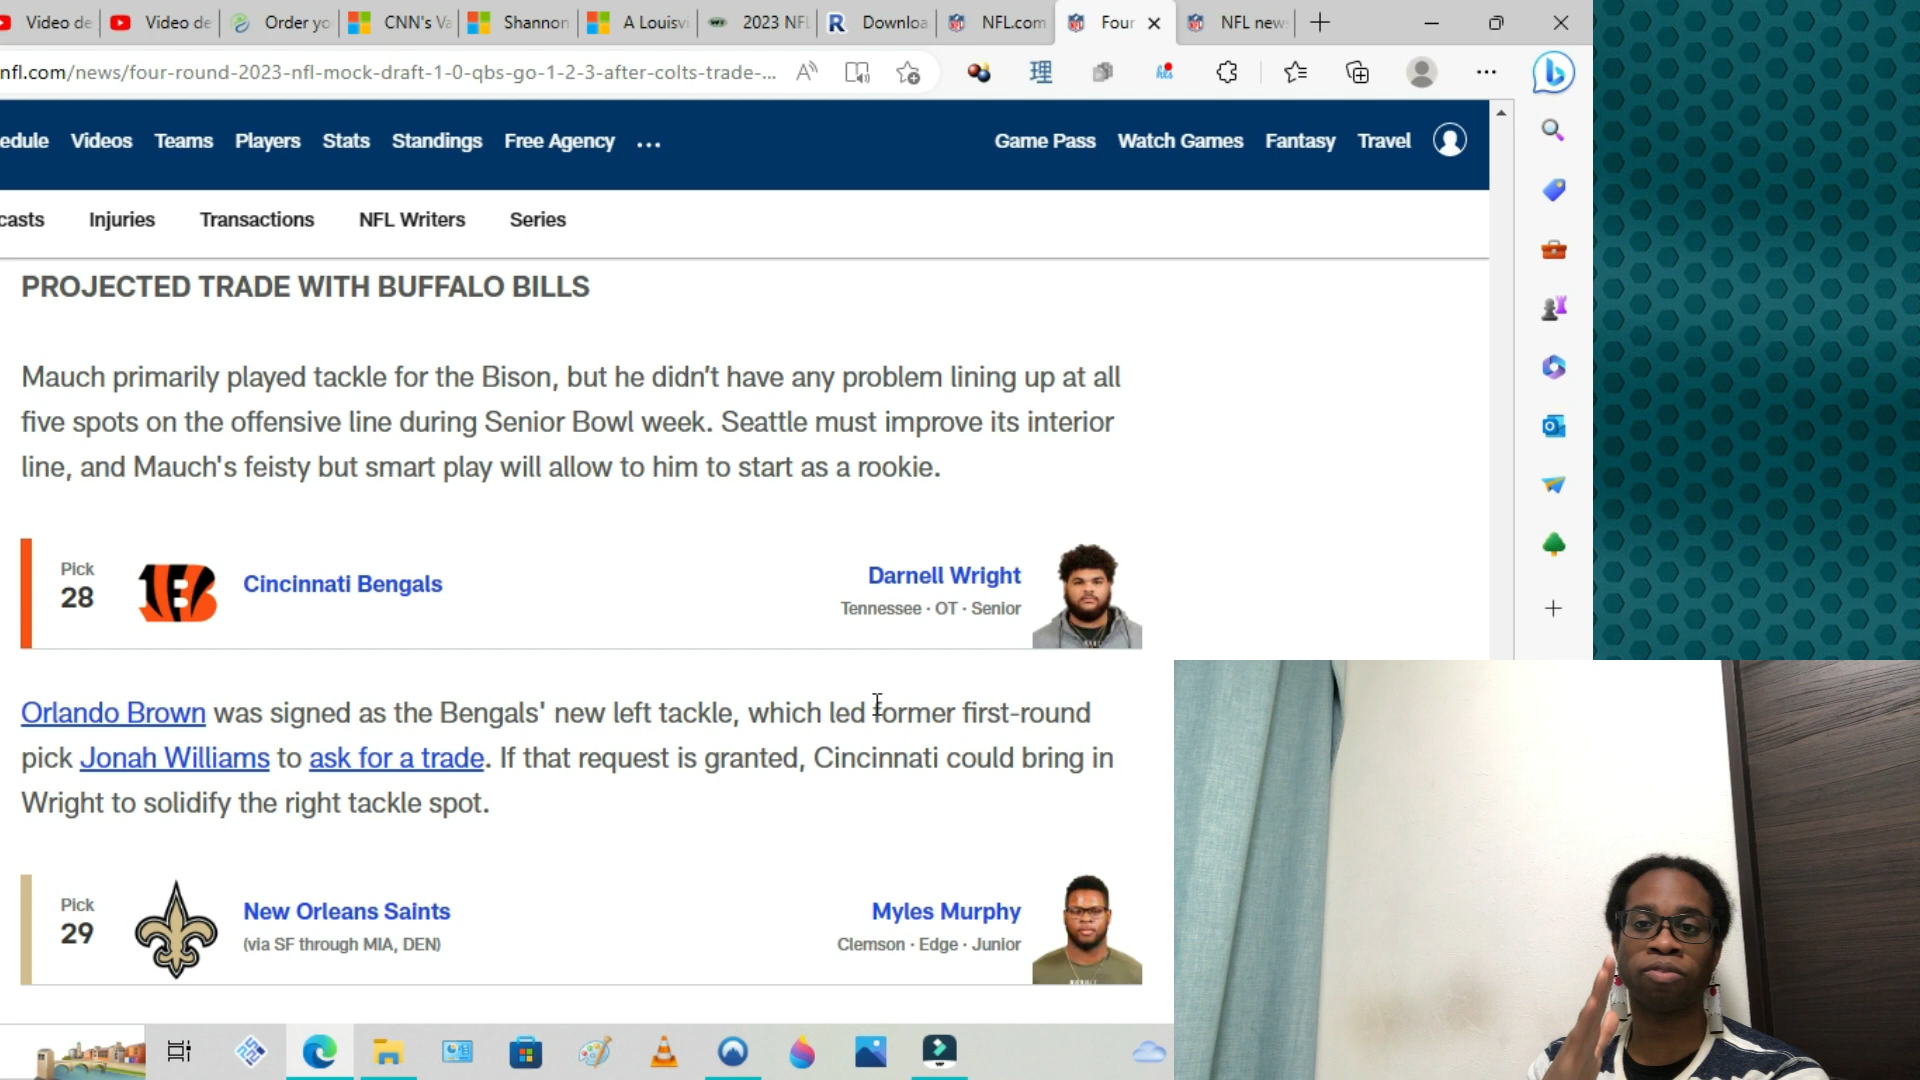 Video de
Video de
Order yo
CNN's Va
Shannon
A Louisvi
2023 NFL
Downloa
NFL.com
Four
NFL new
nfl.com/news/four-round-2023-nfl-mock-draft-1-0-qbs-go-1-2-3-after-colts-trade-...
edule Videos Teams Players Stats Standings Free Agency ...
Game Pass Watch Games Fantasy Travel
casts Injuries Transactions NFL Writers Series
PROJECTED TRADE WITH BUFFALO BILLS
Mauch primarily played tackle for the Bison, but he didn't have any problem lining up at all
five spots on the offensive line during Senior Bowl week. Seattle must improve its interior
line, and Mauch's feisty but smart play will allow to him to start as a rookie.
Pick
28
Cincinnati Bengals
Darnell Wright
Tennessee · OT · Senior
Orlando Brown was signed as the Bengals' new left tackle, which led former first-round
pick Jonah Williams to ask for a trade. If that request is granted, Cincinnati could bring in
Wright to solidify the right tackle spot.
Pick
29
New Orleans Saints
(via SF through MIA, DEN)
Myles Murphy
Clemson · Edge · Junior